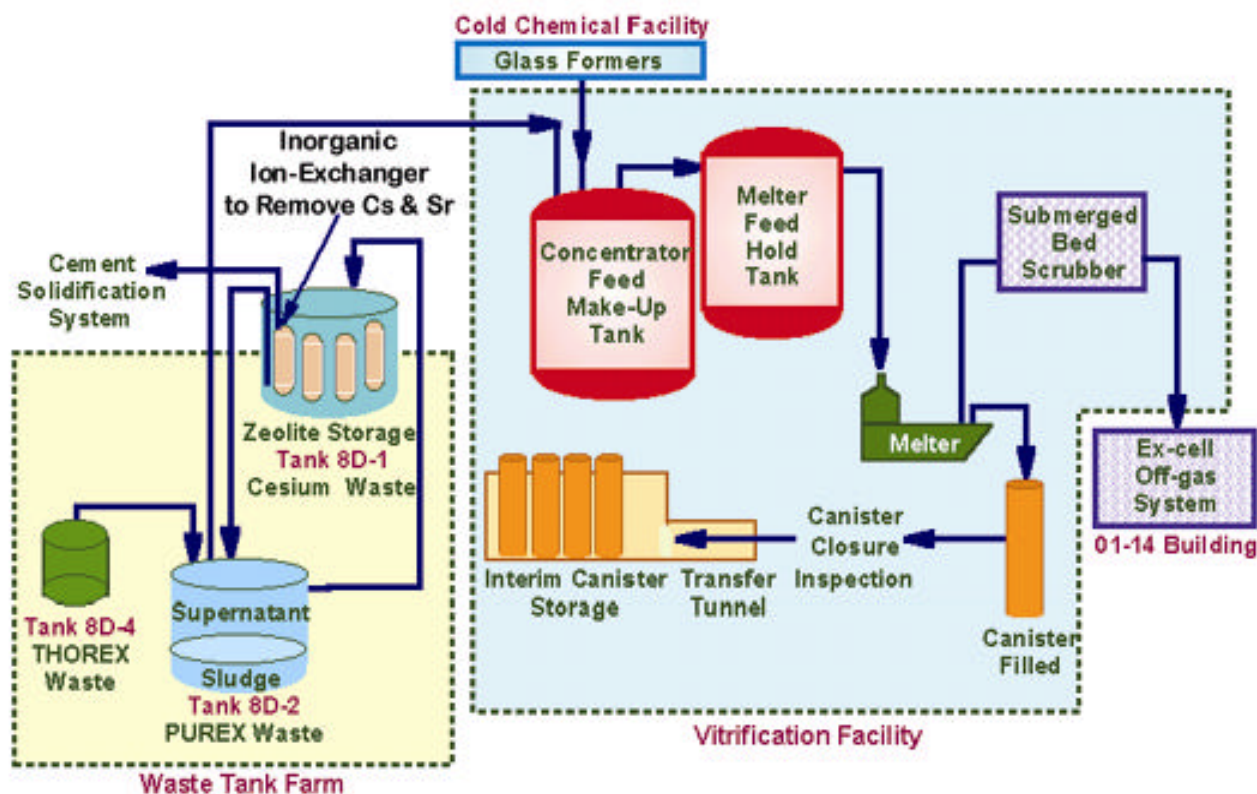 Cold Chemical Facility
Glass Formers
Inorganic
Ion-Exchanger
to Remove Cs & Sr
Cement
Solidification
System
Zeolite Storage
Tank 8D-1
Cesium Waste
Tank 8D-4
THOREX
Waste
Supernatant
Sludge
Tank 8D-2
PUREX Waste
Waste Tank Farm
Concentrator
Feed
Make-Up
Tank
Melter
Feed
Hold
Tank
Submerged
Bed
Scrubber
Melter
Ex-cell
Off-gas
System
01-14 Building
Canister
Closure
Inspection
Interim Canister
Storage
Transfer
Tunnel
Canister
Filled
Vitrification Facility